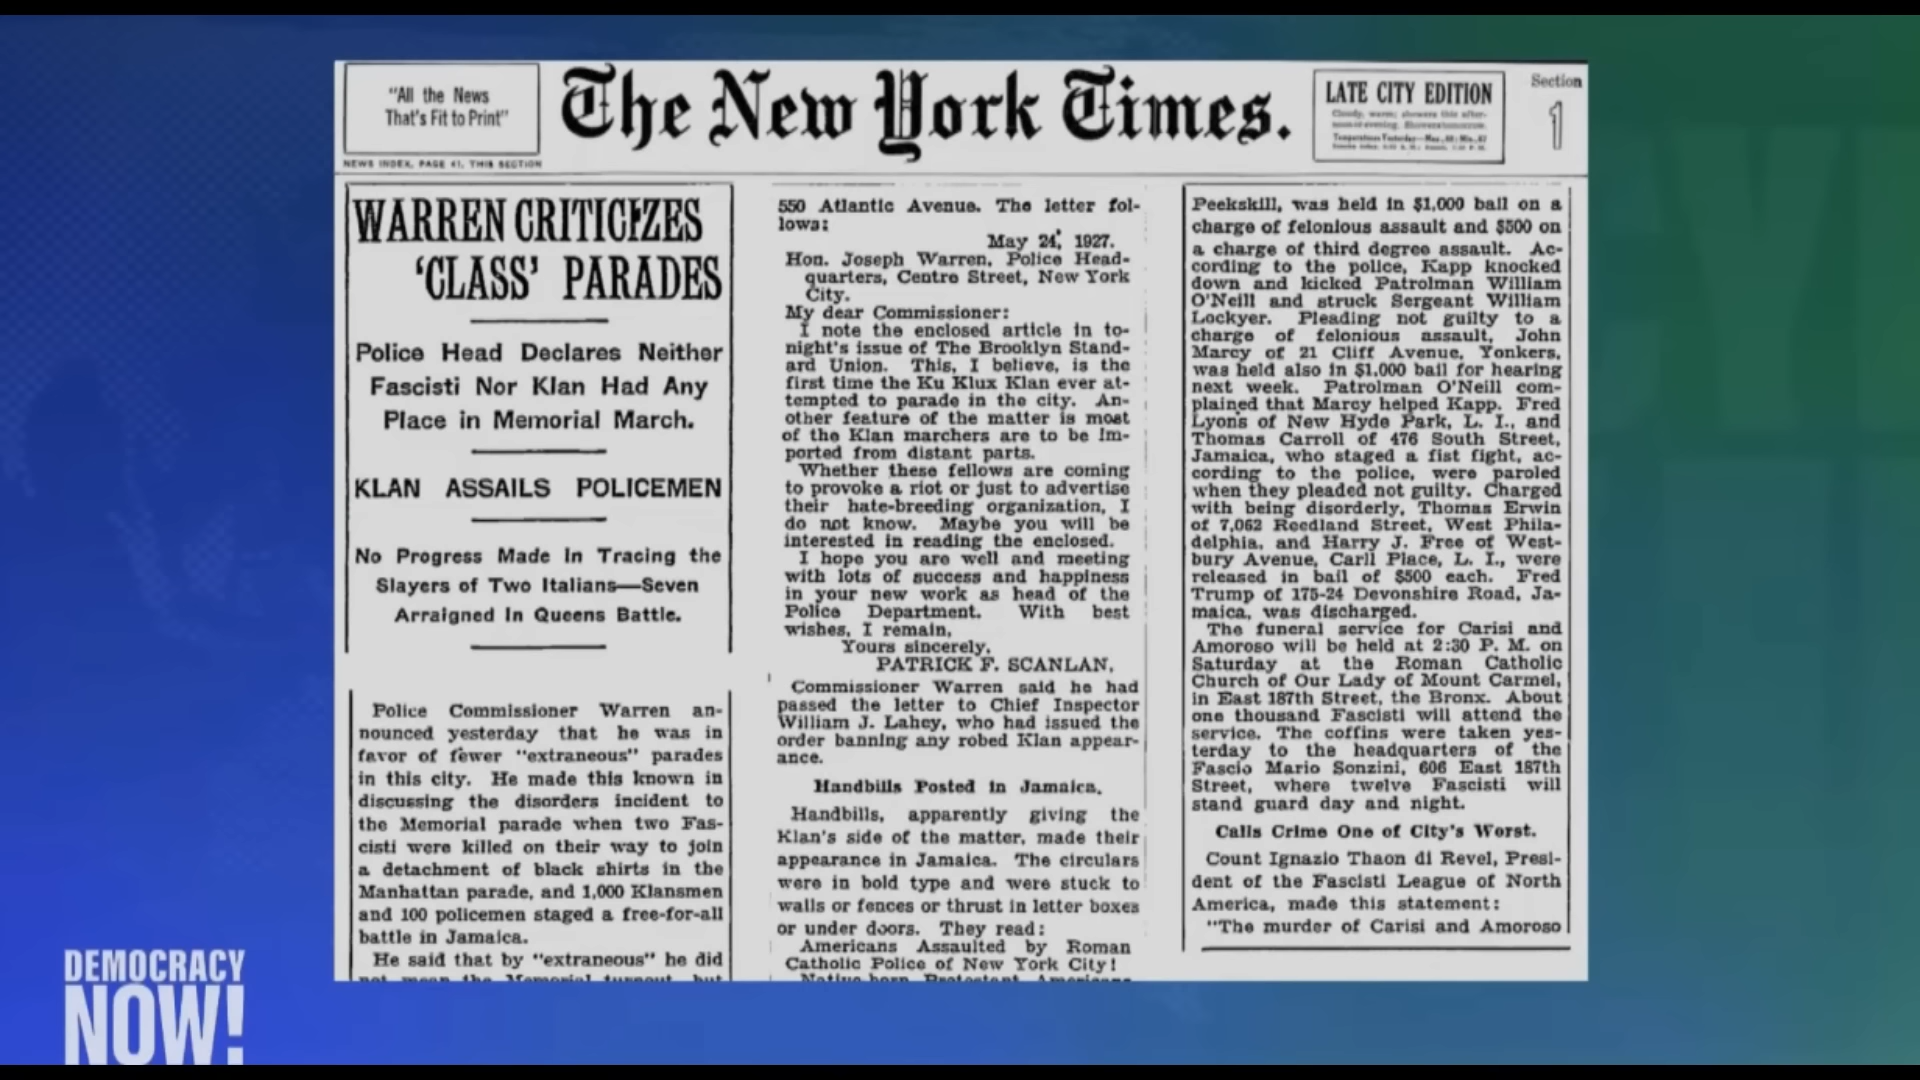 "All the News
That's Fit to Print"
NEWS INDEX, PAGE 41, THIS SECTION
The New York Times.
LATE CITY EDITION
Section
1
WARREN CRITICIZES
'CLASS' PARADES
Police Head Declares Neither
Fascisti Nor Klan Had Any
Place in Memorial March.
KLAN ASSAILS POLICEMEN
No Progress Made in Tracing the
Slayers of Two Italians—Seven
Arraigned In Queens Battle.
Police Commissioner Warren an-
nounced yesterday that he was in
favor of fewer "extraneous" parades
in this city. He made this known in
discussing the disorders incident to
the Memorial parade when two Fas-
cisti were killed on their way to join
a detachment of black shirts in the
Manhattan parade, and 1,000 Klansmen
and 100 policemen staged a free-for-all
battle in Jamaica.
He said that by "extraneous" he did
not mean the Memorial turnout, but
550 Atlantic Avenue. The letter fol-
lows:
May 24, 1927.
Hon. Joseph Warren, Police Head-
quarters, Centre Street, New York
City.
My dear Commissioner:
I note the enclosed article in to-
night's issue of The Brooklyn Stand-
ard Union. This, I believe, is the
first time the Ku Klux Klan ever at-
tempted to parade in the city. An-
other feature of the matter is most
of the Klan marchers are to be im-
ported from distant parts.
Whether these fellows are coming
to provoke a riot or just to advertise
their hate-breeding organization, I
do not know. Maybe you will be
interested in reading the enclosed.
I hope you are well and meeting
with lots of success and happiness
in your new work as head of the
Police Department. With best
wishes, I remain,
Yours sincerely,
PATRICK F. SCANLAN.
Commissioner Warren said he had
passed the letter to Chief Inspector
William J. Lahey, who had issued the
order banning any robed Klan appear-
ance.
Handbills Posted in Jamaica.
Handbills, apparently giving the
Klan's side of the matter, made their
appearance in Jamaica. The circulars
were in bold type and were stuck to
walls or fences or thrust in letter boxes
or under doors. They read:
Americans Assaulted by Roman
Catholic Police of New York City!
Native-born Protestant Americans
Peekskill, was held in $1,000 bail on a
charge of felonious assault and $500 on
a charge of third degree assault. Ac-
cording to the police, Kapp knocked
down and kicked Patrolman William
O'Neill and struck Sergeant William
Lockyer. Pleading not guilty to a
charge of felonious assault, John
Marcy of 21 Cliff Avenue, Yonkers,
was held also in $1,000 bail for hearing
next week. Patrolman O'Neill com-
plained that Marcy helped Kapp. Fred
Lyons of New Hyde Park, L. I., and
Thomas Carroll of 476 South Street,
Jamaica, who staged a fist fight, ac-
cording to the police, were paroled
when they pleaded not guilty. Charged
with being disorderly, Thomas Erwin
of 7,062 Reedland Street, West Phila-
delphia, and Harry J. Free of West-
bury Avenue, Carll Place, L. I., were
released in bail of $500 each. Fred
Trump of 175-24 Devonshire Road, Ja-
maica, was discharged.
The funeral service for Carisi and
Amoroso will be held at 2:30 P. M. on
Saturday at the Roman Catholic
Church of Our Lady of Mount Carmel,
in East 187th Street, the Bronx. About
one thousand Fascisti will attend the
service. The coffins were taken yes-
terday to the headquarters of the
Fascio Mario Sonzini, 606 East 187th
Street, where twelve Fascisti will
stand guard day and night.
Calls Crime One of City's Worst.
Count Ignazio Thaon di Revel, Presi-
dent of the Fascisti League of North
America, made this statement:
"The murder of Carisi and Amoroso
DEMOCRACY
NOW!